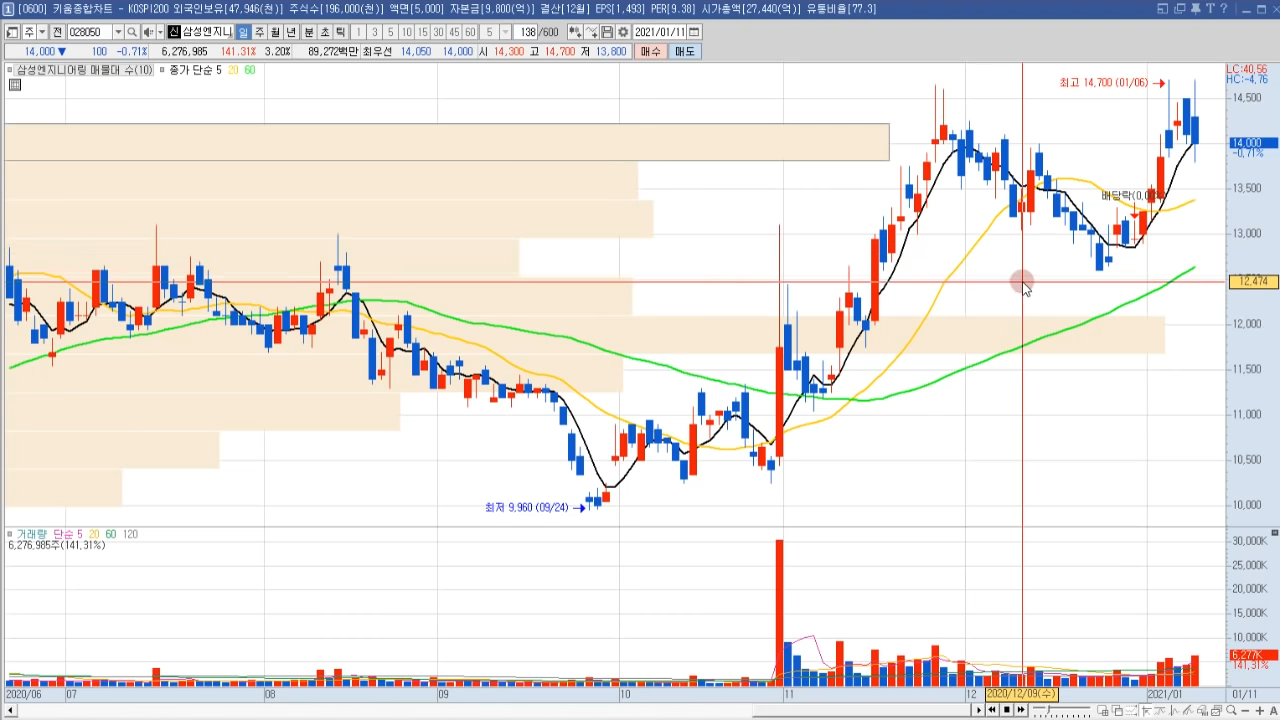 [0600] 키움종합차트 - KOSPI200 외국인보유[47,946(천)] 주식수[196,000(천)] 액면[5,000] 자본금[9,800(억)] 결산[12월] EPS[1,493] PER[9.38] 시가총액[27,440(억)] 유통비율[77.3]
주 전 028050 신 삼성엔지니 일 주 월 년 분 초 틱 1 3 5 10 15 30 45 60 5 138 /600 2021/01/11
14,000▼ 100 -0.71% 6,276,985 141.31% 3.20% 89,272백만 최우선 14,050 14,000 시 14,300 고 14,700 저 13,800 매수 매도
삼성엔지니어링 매물대 수(10) 종가 단순 5 20 60
LC:40.56
HC:-4.76
최고 14,700 (01/06)
14,500
14,000
-0.71%
13,500
13,000
12,474
12,000
11,500
11,000
10,500
10,000
최저 9,960 (09/24)
거래량 단순 5 20 60 120
6,276,985주(141.31%)
30,000K
25,000K
20,000K
15,000K
10,000K
6,277K
141.31%
2020/06 07 08 09 10 11 12 2020/12/09(수) 2021/01 01/11